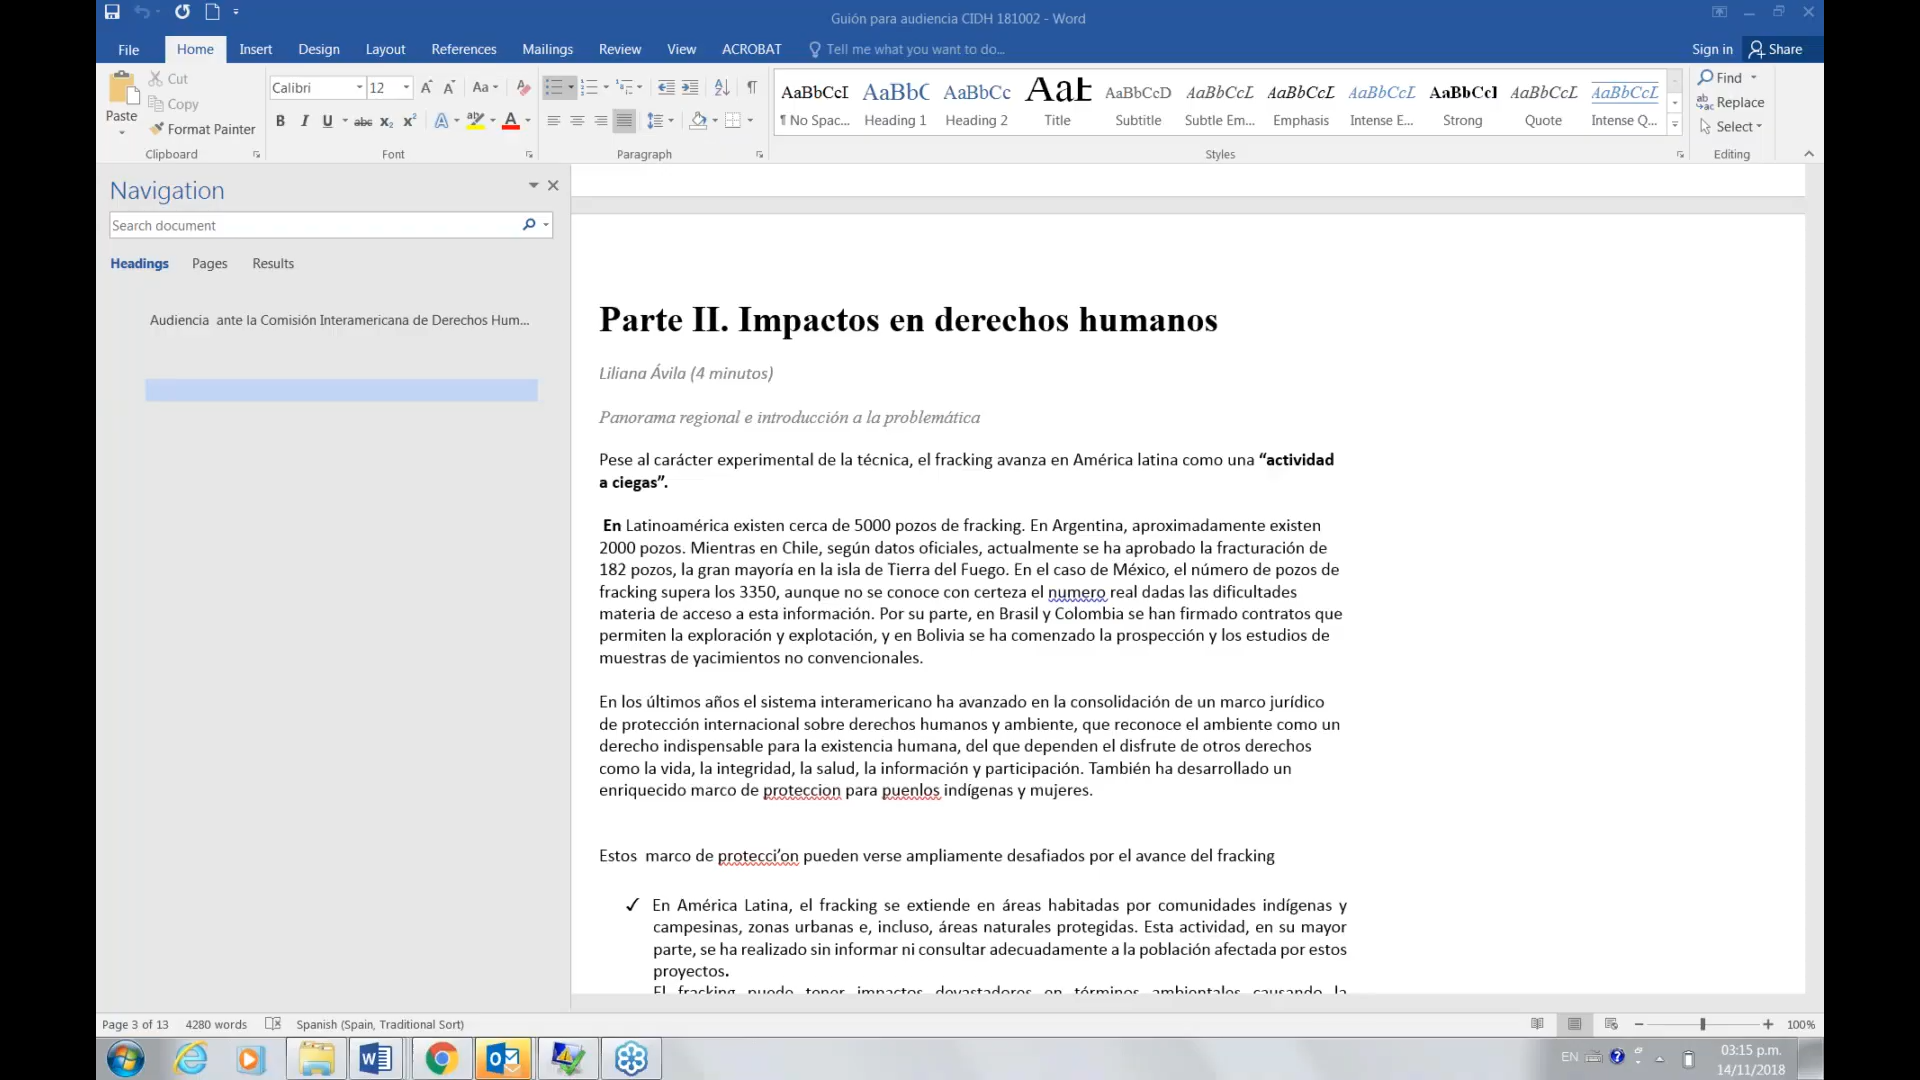 Guión para audiencia CIDH 181002 - Word
File Home Insert Design Layout References Mailings Review View ACROBAT Tell me what you want to do... Sign in Share
Paste Cut
Copy
Format Painter
Calibri 12
B I U abc X₂ X² A ab A
Aa
¶
AaBbCcI AaBbC AaBbCc AaB AaBbCcD AaBbCcL AaBbCcL AaBbCcL AaBbCcI AaBbCcL AaBbCcL
¶ No Spac... Heading 1 Heading 2 Title Subtitle Subtle Em... Emphasis Intense E... Strong Quote Intense Q...
Find
Replace
Select
Clipboard Font Paragraph Styles Editing
Navigation
Search document
Headings Pages Results
Audiencia ante la Comisión Interamericana de Derechos Hum...
Parte II. Impactos en derechos humanos
Liliana Ávila (4 minutos)
Panorama regional e introducción a la problemática
Pese al carácter experimental de la técnica, el fracking avanza en América latina como una “actividad
a ciegas”.
En Latinoamérica existen cerca de 5000 pozos de fracking. En Argentina, aproximadamente existen
2000 pozos. Mientras en Chile, según datos oficiales, actualmente se ha aprobado la fracturación de
182 pozos, la gran mayoría en la isla de Tierra del Fuego. En el caso de México, el número de pozos de
fracking supera los 3350, aunque no se conoce con certeza el numero real dadas las dificultades
materia de acceso a esta información. Por su parte, en Brasil y Colombia se han firmado contratos que
permiten la exploración y explotación, y en Bolivia se ha comenzado la prospección y los estudios de
muestras de yacimientos no convencionales.
En los últimos años el sistema interamericano ha avanzado en la consolidación de un marco jurídico
de protección internacional sobre derechos humanos y ambiente, que reconoce el ambiente como un
derecho indispensable para la existencia humana, del que dependen el disfrute de otros derechos
como la vida, la integridad, la salud, la información y participación. También ha desarrollado un
enriquecido marco de proteccion para puenlos indígenas y mujeres.
Estos marco de protecci’on pueden verse ampliamente desafiados por el avance del fracking
✓ En América Latina, el fracking se extiende en áreas habitadas por comunidades indígenas y
campesinas, zonas urbanas e, incluso, áreas naturales protegidas. Esta actividad, en su mayor
parte, se ha realizado sin informar ni consultar adecuadamente a la población afectada por estos
proyectos.
El fracking puede tener impactos devastadores en términos ambientales causando la
Page 3 of 13 4280 words Spanish (Spain, Traditional Sort) 100%
EN 03:15 p.m.
14/11/2018